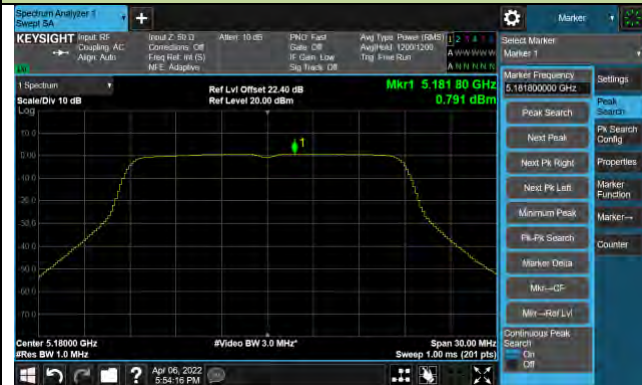 Spectrum Analyzer 1
Swept SA
+
Marker
KEYSIGHT
Input: RF
Coupling: AC
Align: Auto
Input Z: 50 Ω
Corrections: Off
Freq Ref: Int (S)
NFE: Adaptive
Atten: 10 dB
PNO: Fast
Gate: Off
IF Gain: Low
Sig Track: Off
Avg Type: Power (RMS)
Avg|Hold: 1200/1200
Trig: Free Run
A W W W W W
A N N N N N
Select Marker
Marker 1
1 Spectrum
Scale/Div 10 dB
Log
Ref Lvl Offset 22.40 dB
Ref Level 20.00 dBm
Mkr1 5.181 80 GHz
0.791 dBm
1
10.0
0.00
-10.0
-20.0
-30.0
-40.0
-50.0
-60.0
-70.0
Center 5.18000 GHz
#Res BW 1.0 MHz
#Video BW 3.0 MHz*
Span 30.00 MHz
Sweep 1.00 ms (201 pts)
Marker Frequency
5.181800000 GHz
Peak Search
Next Peak
Next Pk Right
Next Pk Left
Minimum Peak
Pk-Pk Search
Marker Delta
Mkr→CF
Mkr→Ref Lvl
Continuous Peak
Search
On
Off
Settings
Peak
Search
Pk Search
Config
Properties
Marker
Function
Marker→
Counter
?
Apr 06, 2022
5:54:16 PM